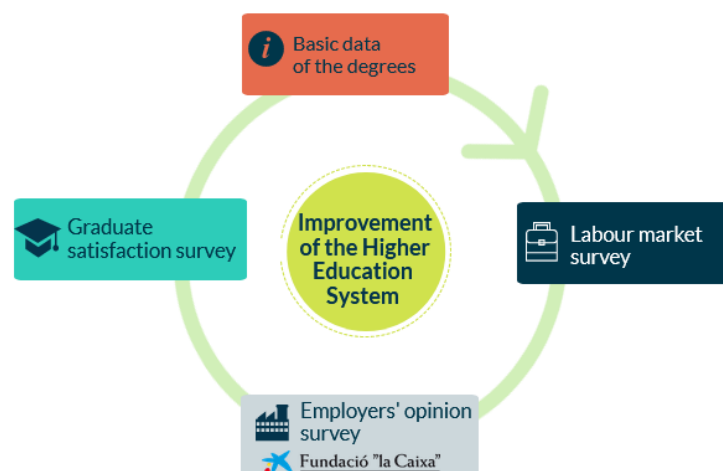 Basic data
of the degrees
Graduate
satisfaction survey
Improvement
of the Higher
Education
System
Labour market
survey
Employers' opinion
survey
Fundació "la Caixa"